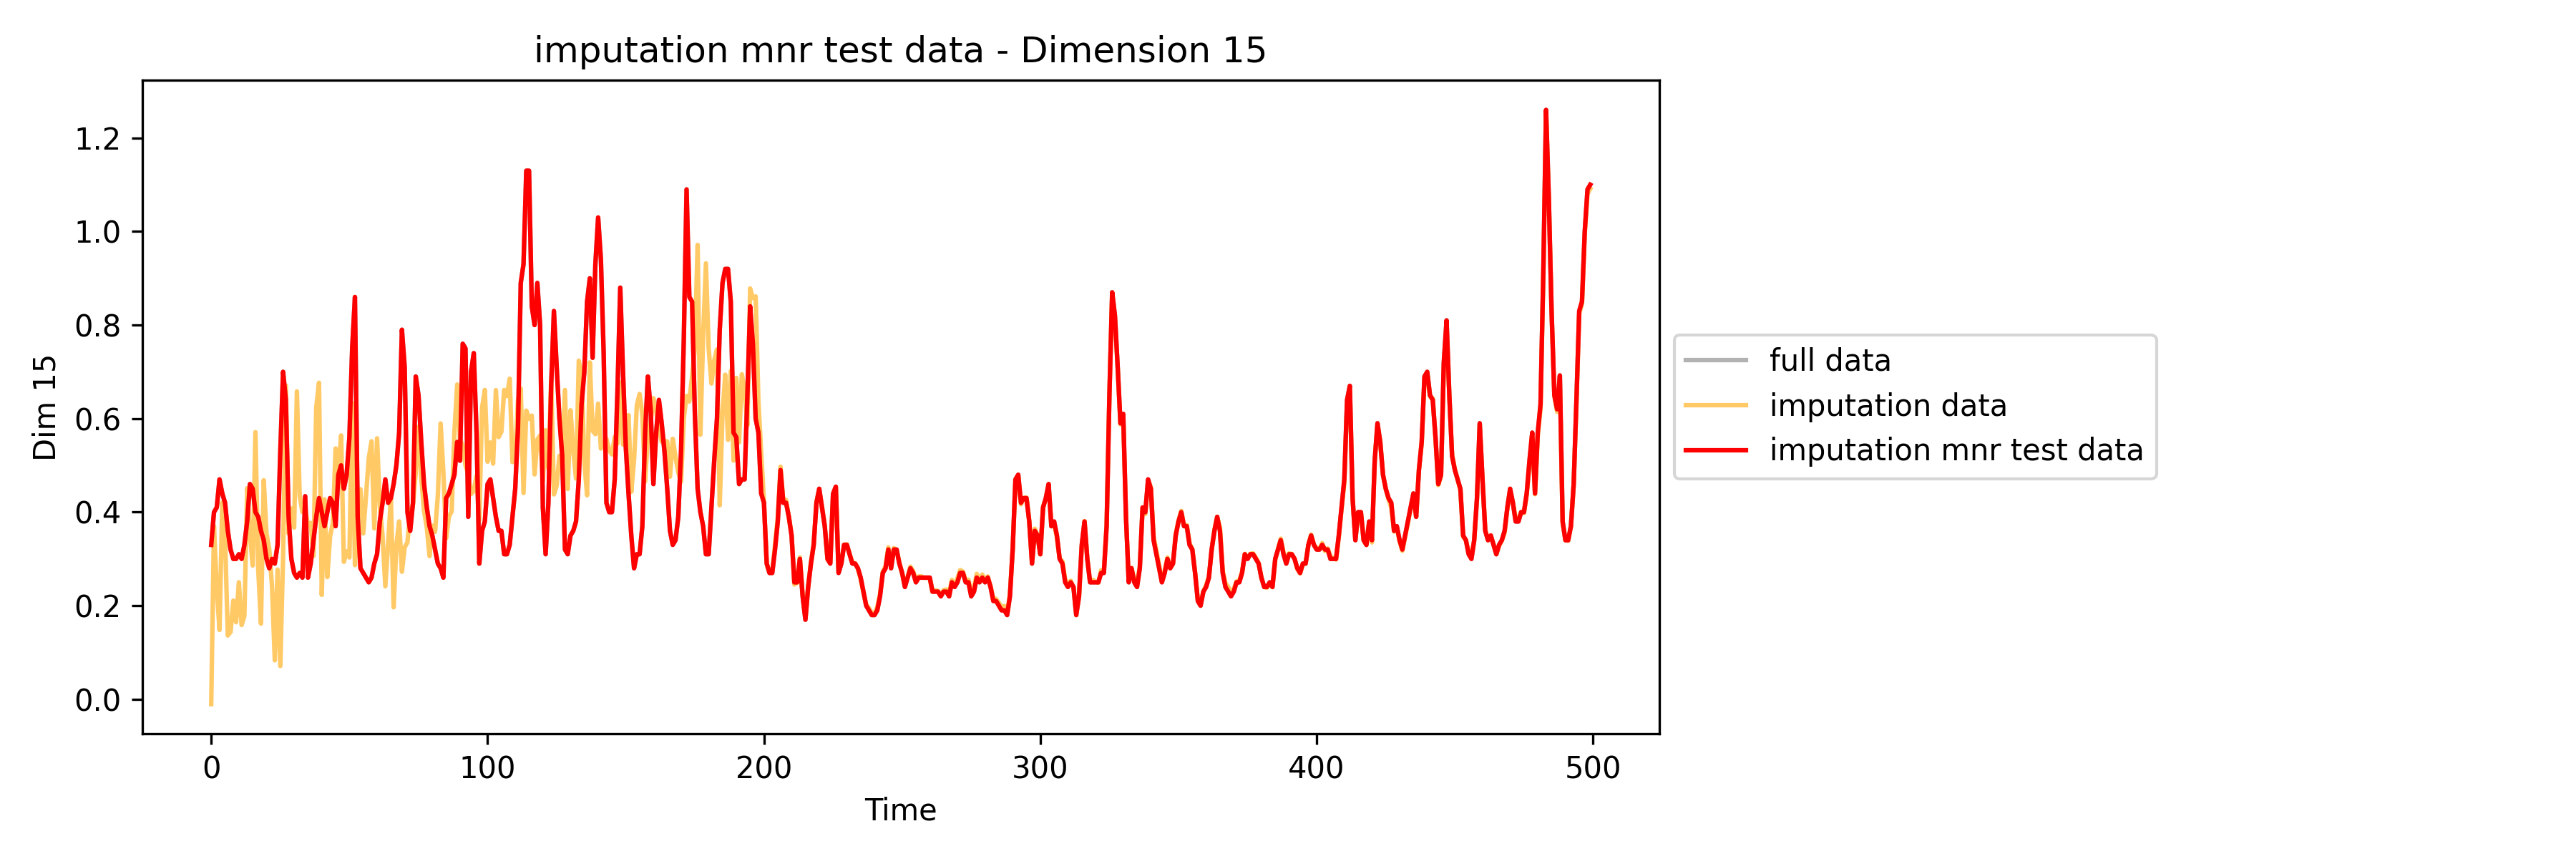 imputation mnr test data - Dimension 15
Dim 15
1.2
1.0
0.8
0.6
0.4
0.2
0.0
0 100 200 300 400 500
Time
full data
imputation data
imputation mnr test data